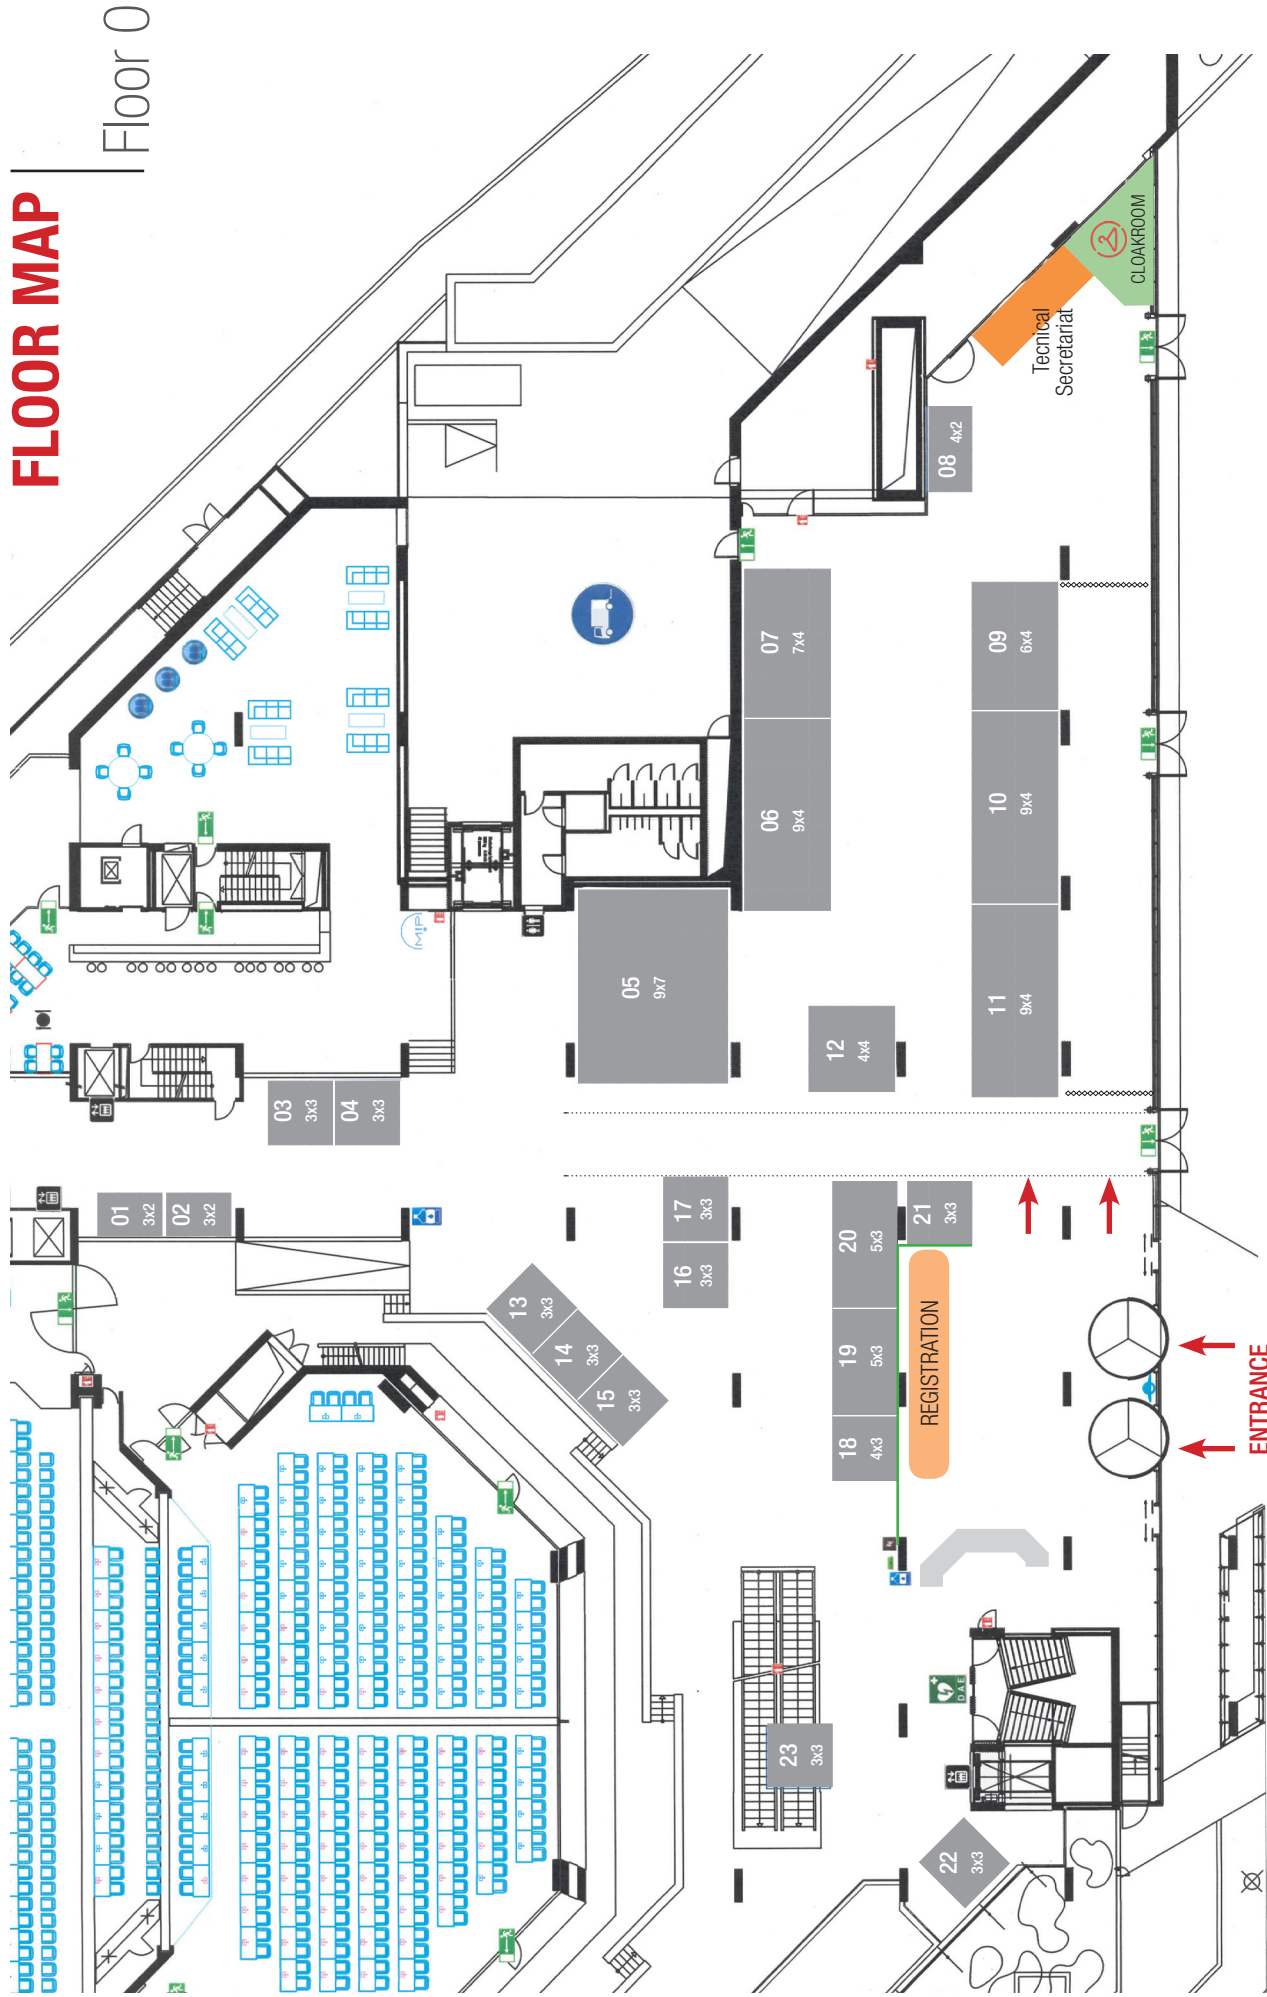 FLOOR MAP
Floor 0
01
3x2
02
3x2
03
3x3
04
3x3
05
9x7
06
9x4
07
7x4
08
4x2
09
6x4
10
9x4
11
9x4
12
4x4
13
3x3
14
3x3
15
3x3
16
3x3
17
3x3
18
4x3
19
5x3
20
5x3
21
3x3
22
3x3
23
3x3
REGISTRATION
ENTRANCE
Tecnical
Secretariat
CLOAKROOM
DAE